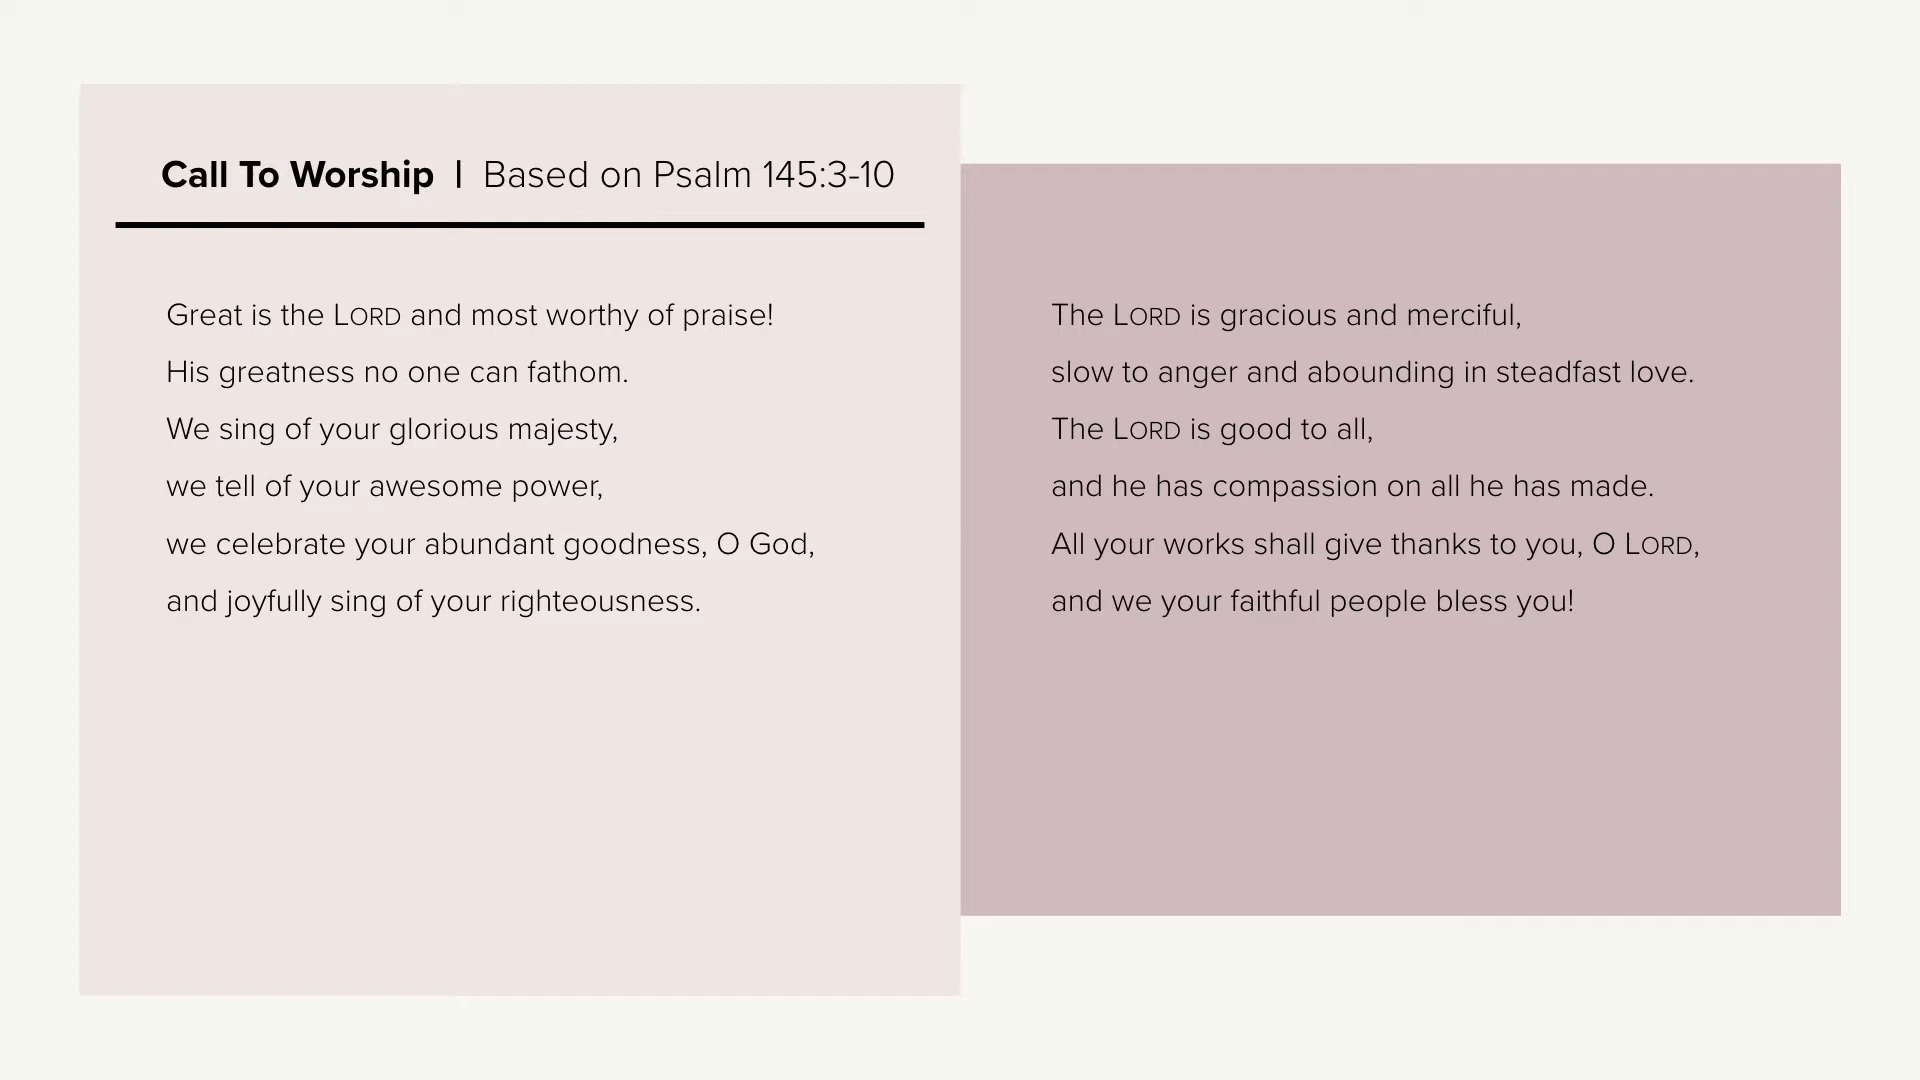 Call To Worship | Based on Psalm 145:3-10
Great is the LORD and most worthy of praise!
His greatness no one can fathom.
We sing of your glorious majesty,
we tell of your awesome power,
we celebrate your abundant goodness, O God,
and joyfully sing of your righteousness.
The LORD is gracious and merciful,
slow to anger and abounding in steadfast love.
The LORD is good to all,
and he has compassion on all he has made.
All your works shall give thanks to you, O LORD,
and we your faithful people bless you!